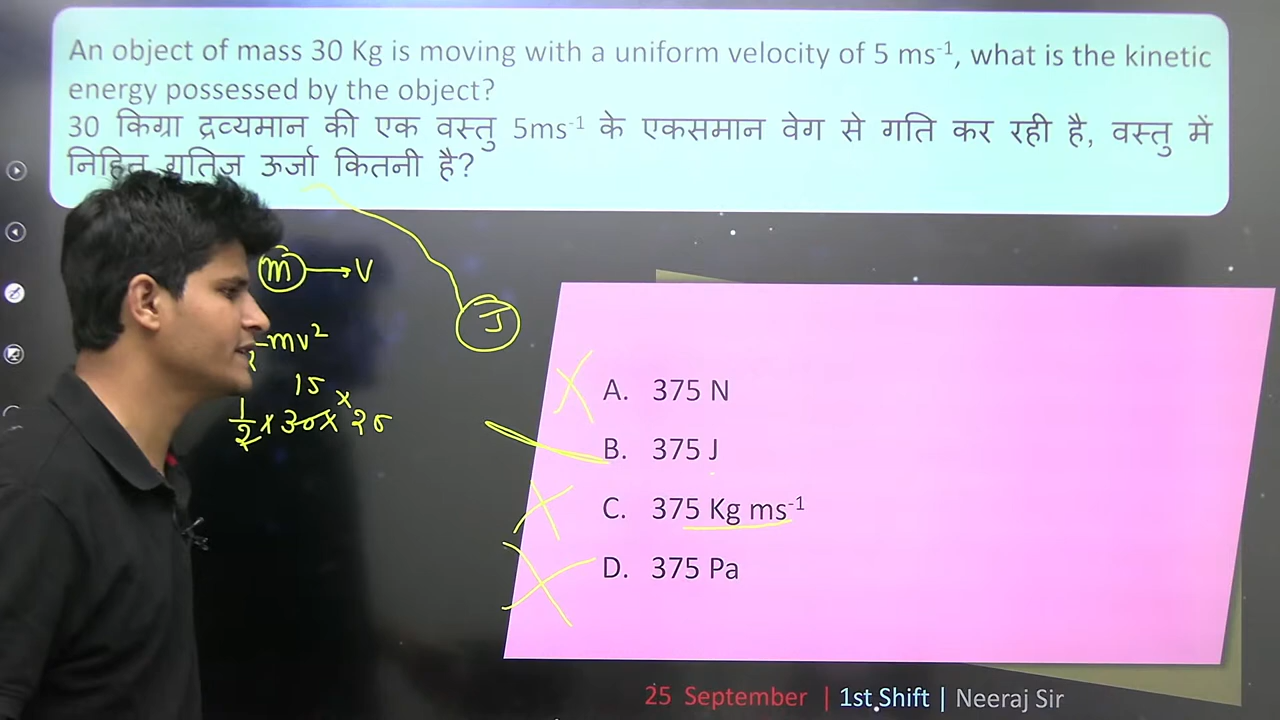 An object of mass 30 Kg is moving with a uniform velocity of 5 ms⁻¹, what is the kinetic
energy possessed by the object?
30 किग्रा द्रव्यमान की एक वस्तु 5ms⁻¹ के एकसमान वेग से गति कर रही है, वस्तु में
निहित गतिज ऊर्जा कितनी है?
m → V
mv²
15
1/2 × 30 × 25
J
A. 375 N
B. 375 J
C. 375 Kg ms⁻¹
D. 375 Pa
25 September | 1st Shift | Neeraj Sir